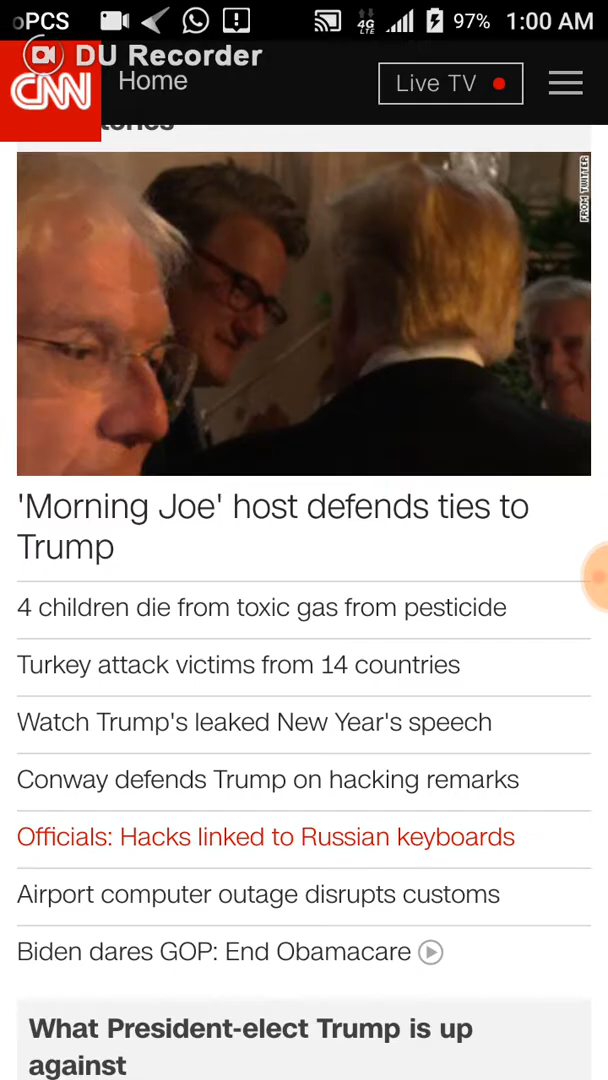 oPCS 4G LTE 97% 1:00 AM
DU Recorder
CNN Home Live TV
FROM TWITTER
'Morning Joe' host defends ties to
Trump
4 children die from toxic gas from pesticide
Turkey attack victims from 14 countries
Watch Trump's leaked New Year's speech
Conway defends Trump on hacking remarks
Officials: Hacks linked to Russian keyboards
Airport computer outage disrupts customs
Biden dares GOP: End Obamacare
What President-elect Trump is up
against